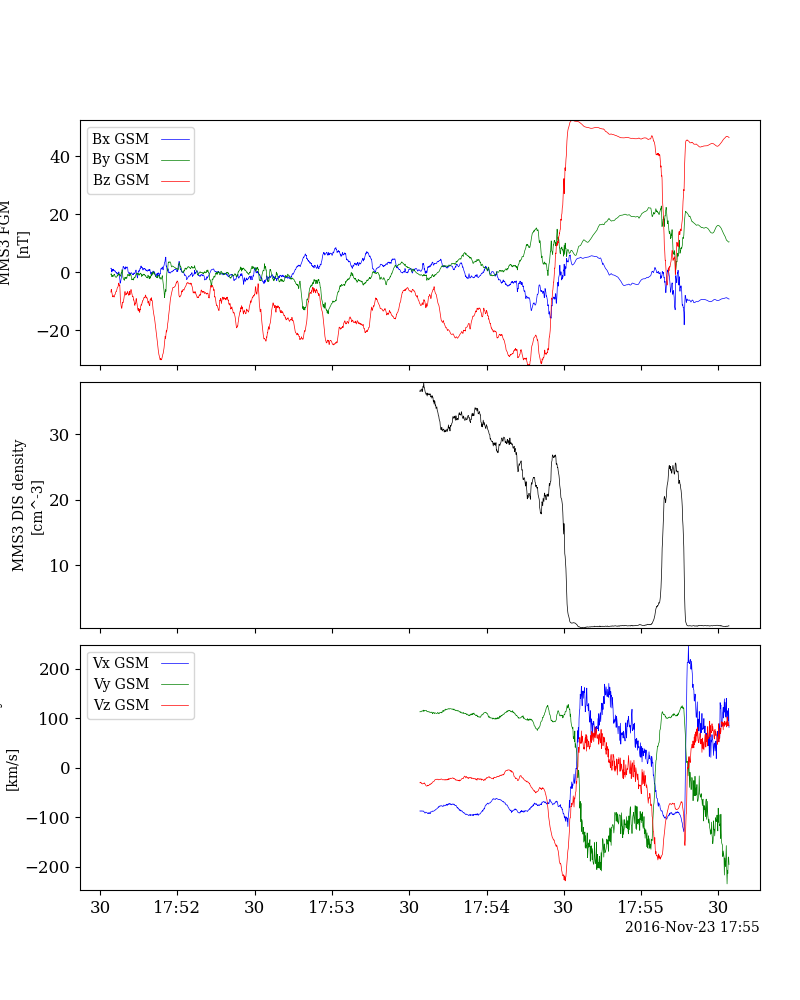 MMS3 FGM
[nT]
40
20
0
−20
Bx GSM
By GSM
Bz GSM
MMS3 DIS density
[cm^-3]
30
20
10
[km/s]
200
100
0
−100
−200
Vx GSM
Vy GSM
Vz GSM
30 17:52 30 17:53 30 17:54 30 17:55 30
2016-Nov-23 17:55